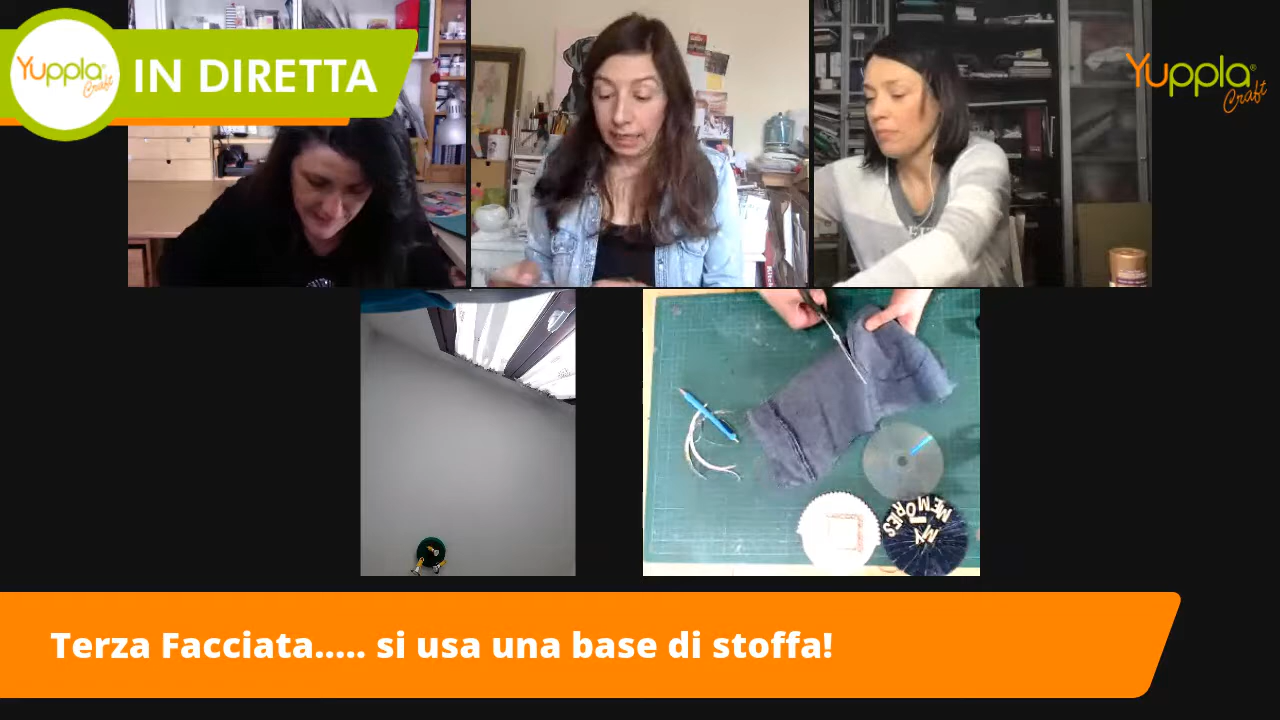 Yuppla®
Craft
IN DIRETTA
Yuppla®
Craft
MEMORIES
MY
Terza Facciata..... si usa una base di stoffa!